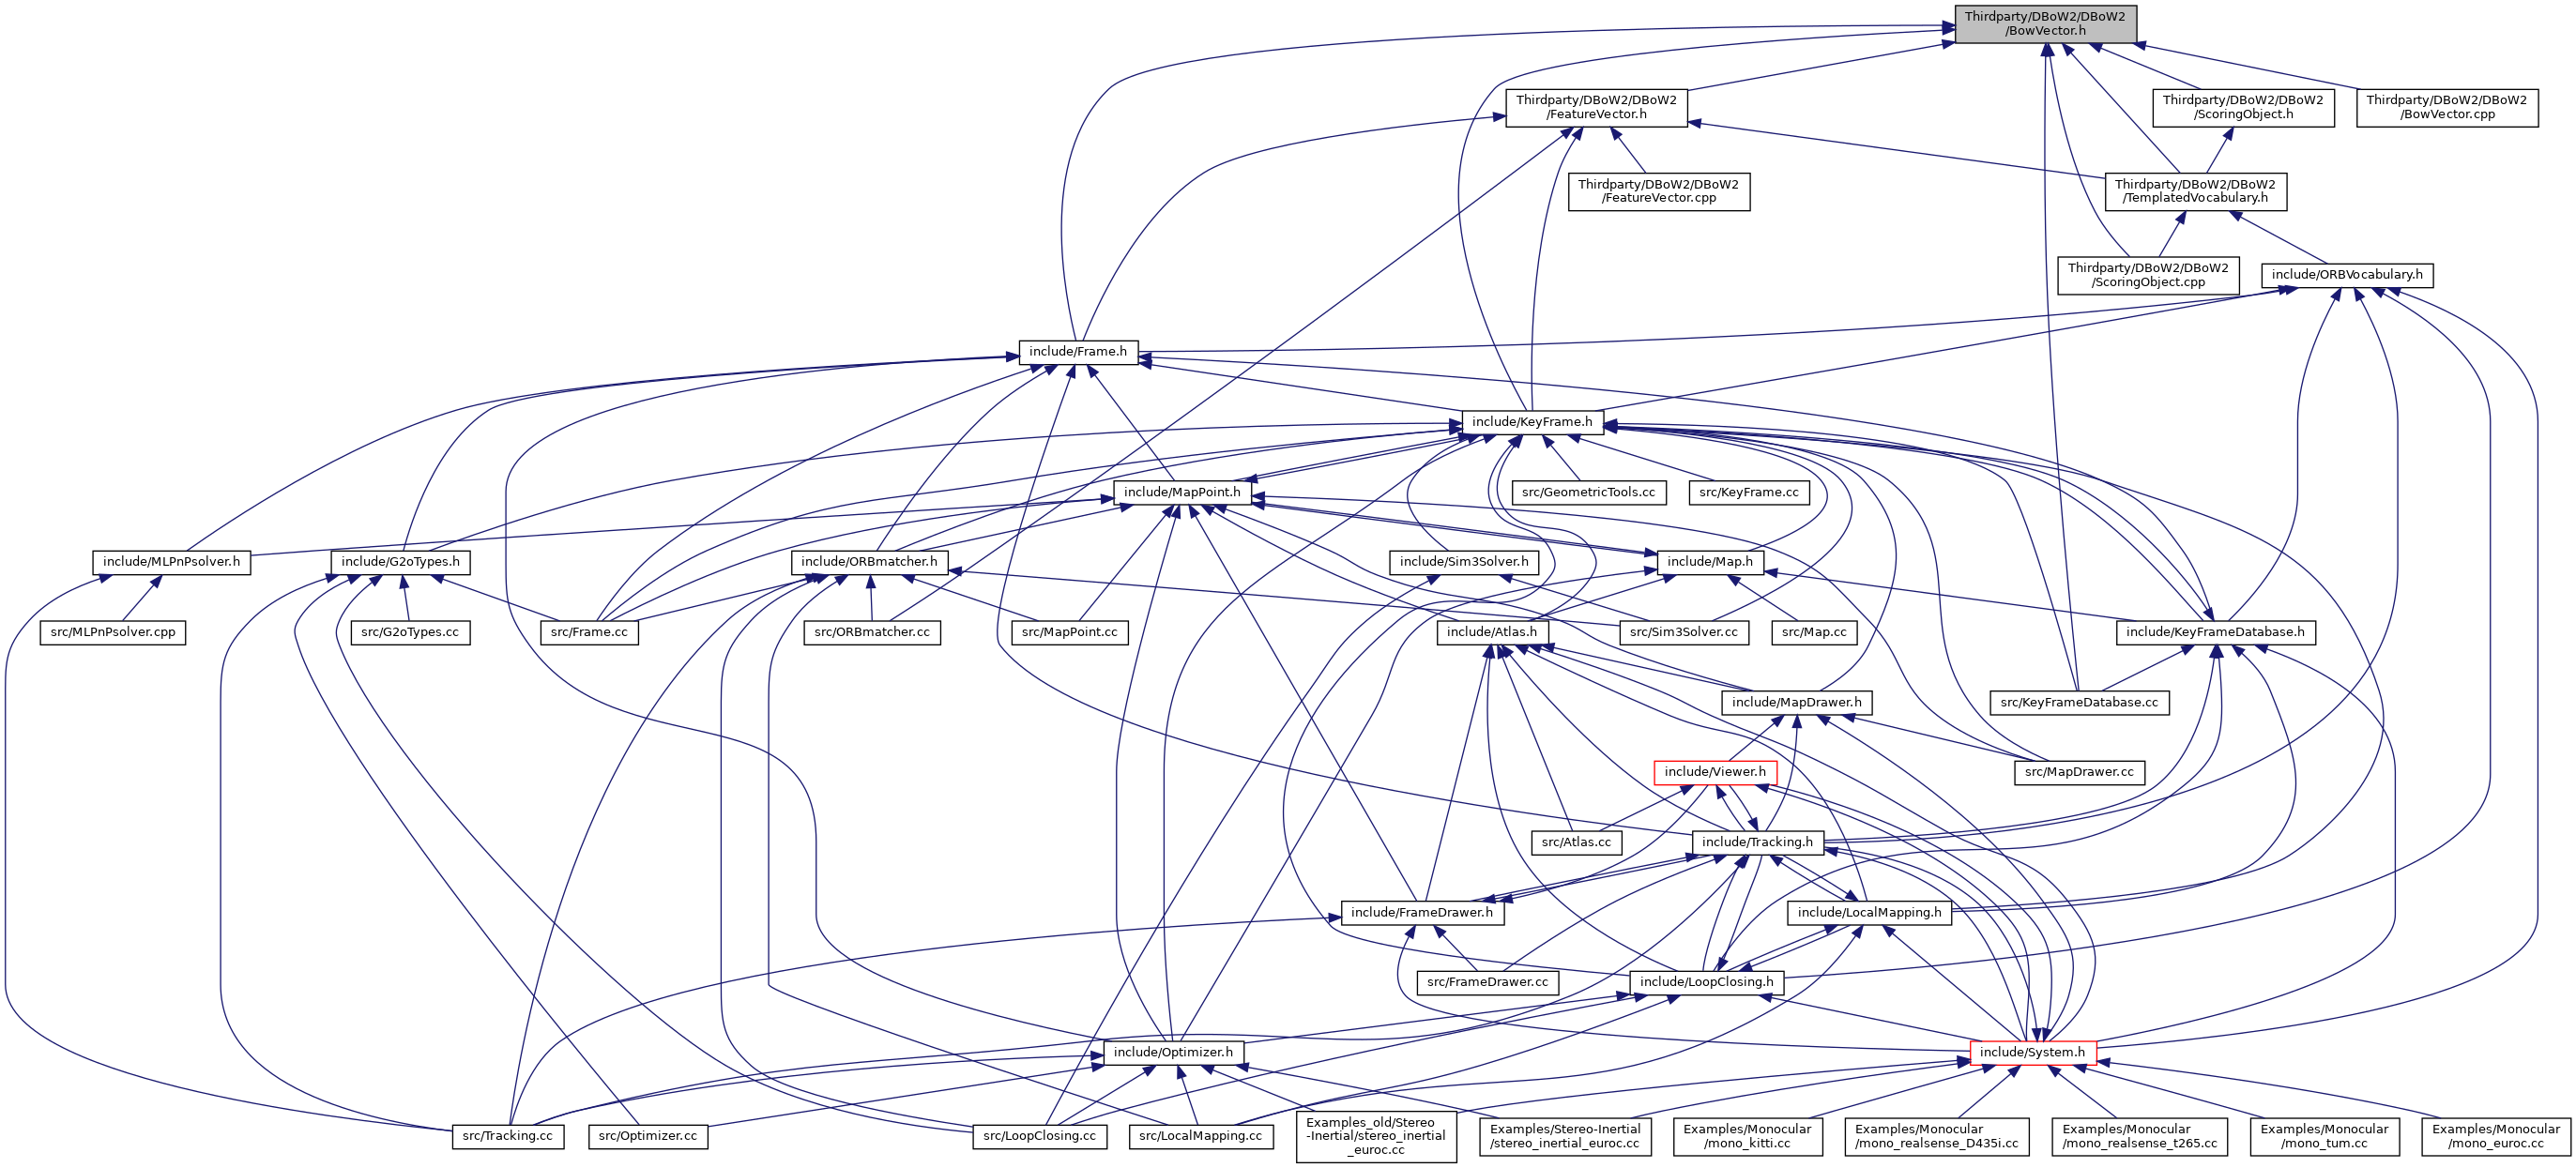 Thirdparty/DBoW2/DBoW2
/BowVector.h
Thirdparty/DBoW2/DBoW2
/FeatureVector.h
Thirdparty/DBoW2/DBoW2
/ScoringObject.h
Thirdparty/DBoW2/DBoW2
/BowVector.cpp
Thirdparty/DBoW2/DBoW2
/FeatureVector.cpp
Thirdparty/DBoW2/DBoW2
/TemplatedVocabulary.h
Thirdparty/DBoW2/DBoW2
/ScoringObject.cpp
include/ORBVocabulary.h
include/Frame.h
include/KeyFrame.h
include/MapPoint.h
src/GeometricTools.cc
src/KeyFrame.cc
include/MLPnPsolver.h
include/G2oTypes.h
include/ORBmatcher.h
include/Sim3Solver.h
include/Map.h
src/MLPnPsolver.cpp
src/G2oTypes.cc
src/Frame.cc
src/ORBmatcher.cc
src/MapPoint.cc
include/Atlas.h
src/Sim3Solver.cc
src/Map.cc
include/KeyFrameDatabase.h
include/MapDrawer.h
src/KeyFrameDatabase.cc
include/Viewer.h
src/MapDrawer.cc
src/Atlas.cc
include/Tracking.h
include/FrameDrawer.h
include/LocalMapping.h
src/FrameDrawer.cc
include/LoopClosing.h
include/Optimizer.h
include/System.h
src/Tracking.cc
src/Optimizer.cc
src/LoopClosing.cc
src/LocalMapping.cc
Examples_old/Stereo
-Inertial/stereo_inertial
_euroc.cc
Examples/Stereo-Inertial
/stereo_inertial_euroc.cc
Examples/Monocular
/mono_kitti.cc
Examples/Monocular
/mono_realsense_D435i.cc
Examples/Monocular
/mono_realsense_t265.cc
Examples/Monocular
/mono_tum.cc
Examples/Monocular
/mono_euroc.cc